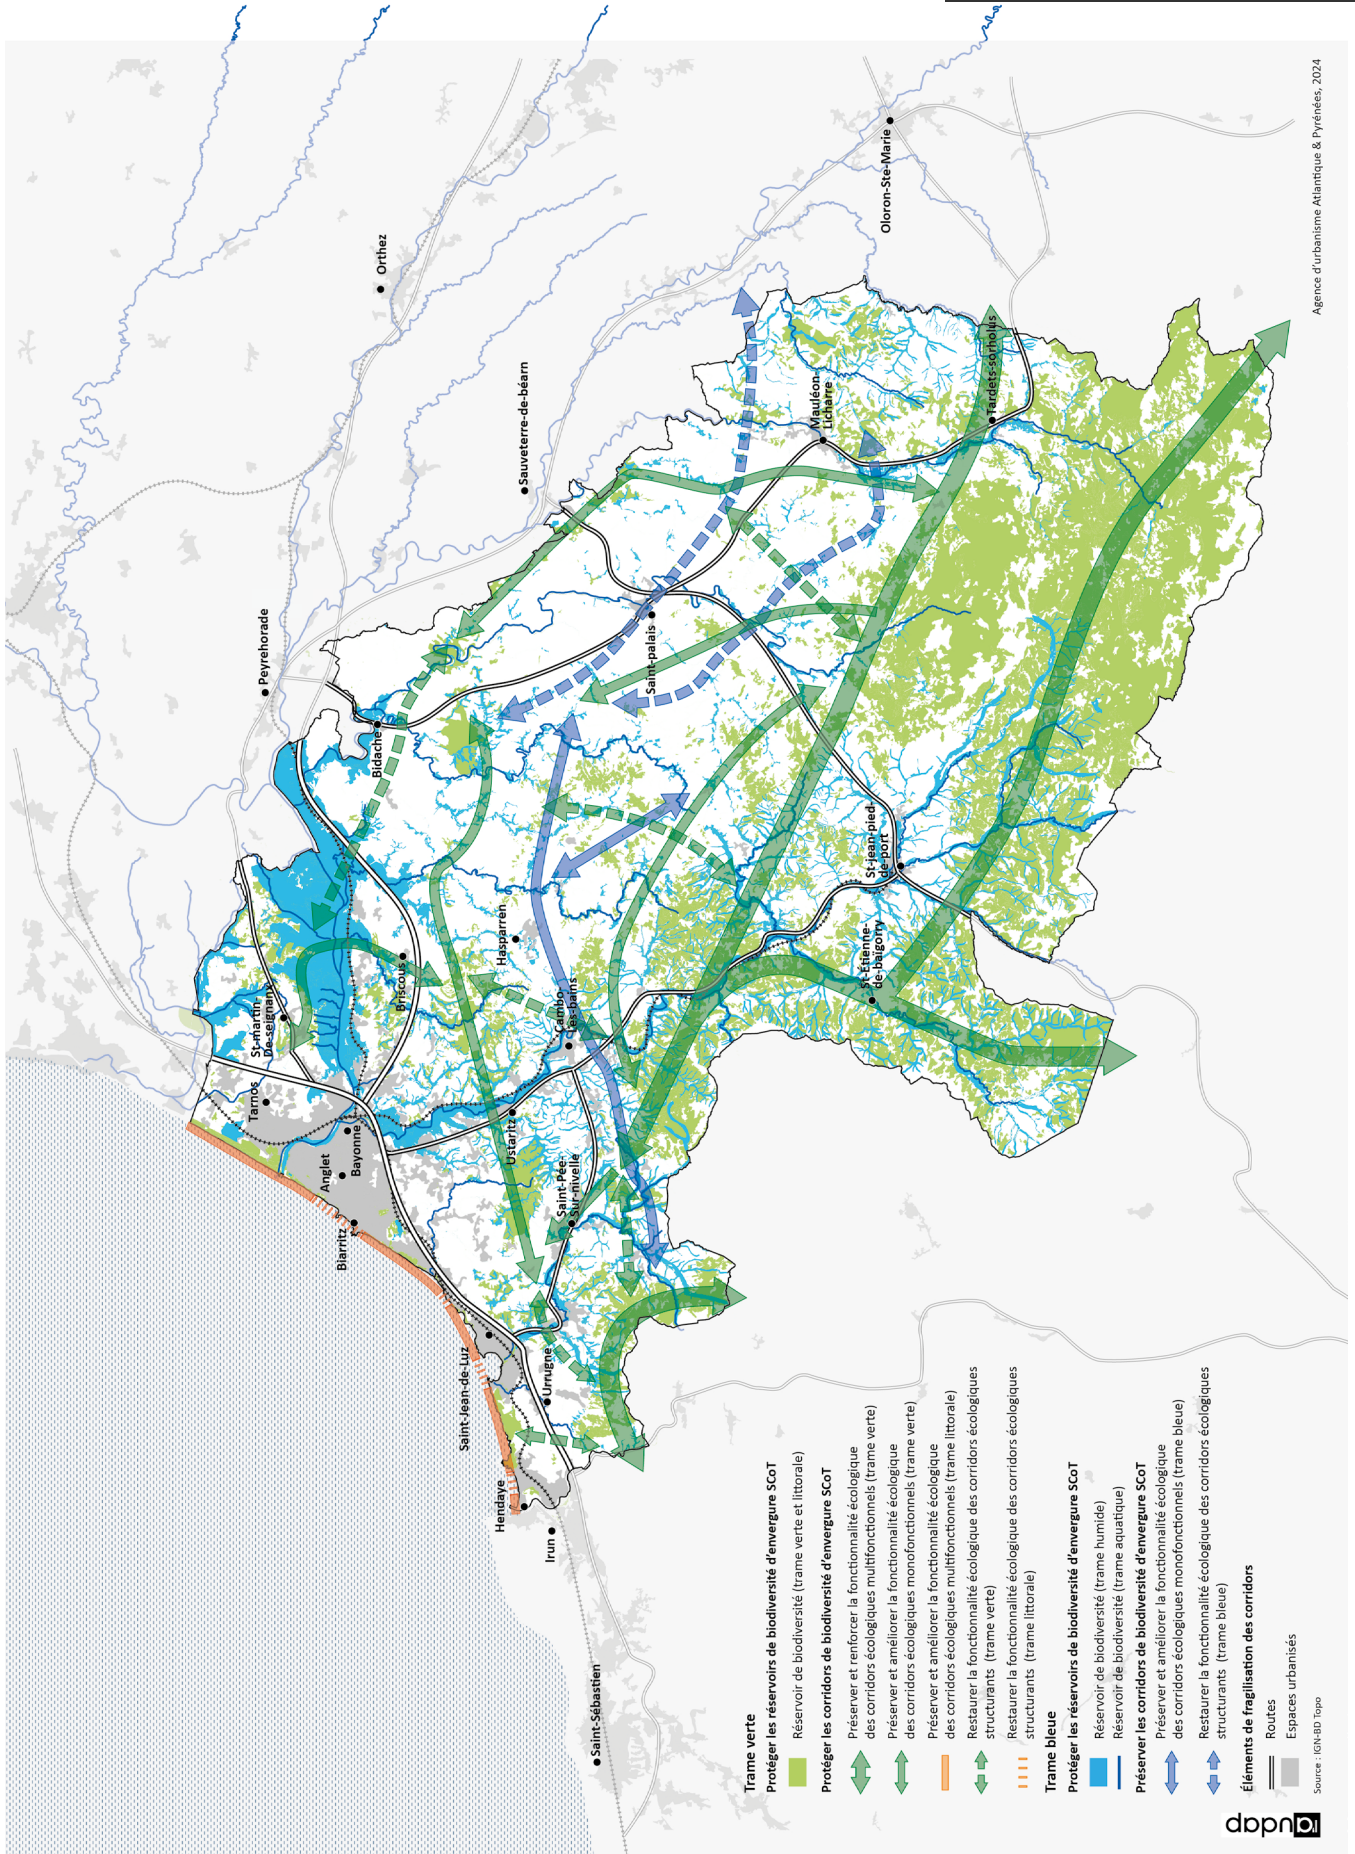 Trame verte
Protéger les réservoirs de biodiversité d'envergure SCoT
Réservoir de biodiversité (trame verte et littorale)
Protéger les corridors de biodiversité d'envergure SCoT
Préserver et renforcer la fonctionnalité écologique
des corridors écologiques multifonctionnels (trame verte)
Préserver et améliorer la fonctionnalité écologique
des corridors écologiques monofonctionnels (trame verte)
Préserver et améliorer la fonctionnalité écologique
des corridors écologiques multifonctionnels (trame littorale)
Restaurer la fonctionnalité écologique des corridors écologiques
structurants (trame verte)
Restaurer la fonctionnalité écologique des corridors écologiques
structurants (trame littorale)
Trame bleue
Protéger les réservoirs de biodiversité d'envergure SCoT
Réservoir de biodiversité (trame humide)
Réservoir de biodiversité (trame aquatique)
Préserver les corridors de biodiversité d'envergure SCoT
Préserver et améliorer la fonctionnalité écologique
des corridors écologiques monofonctionnels (trame bleue)
Restaurer la fonctionnalité écologique des corridors écologiques
structurants (trame bleue)
Éléments de fragilisation des corridors
Routes
Espaces urbanisés
Source : IGN-BD Topo
audap
Agence d'urbanisme Atlantique & Pyrénées, 2024
Saint-Sébastien
Irun
Hendaye
Urrugne
Saint-Jean-de-Luz
Biarritz
Anglet
Bayonne
Tarnos
St-martin-
De-seignanx
Briscous
Ustaritz
Saint-Pée-
Sur-nivelle
Cambo-
les-bains
Hasparren
Bidache
Peyrehorade
Orthez
Sauveterre-de-béarn
Saint-palais
St-Étienne-
de-baïgorry
St-jean-pied-
de-port
Mauléon-
Licharre
Tardets-sorholus
Oloron-Ste-Marie